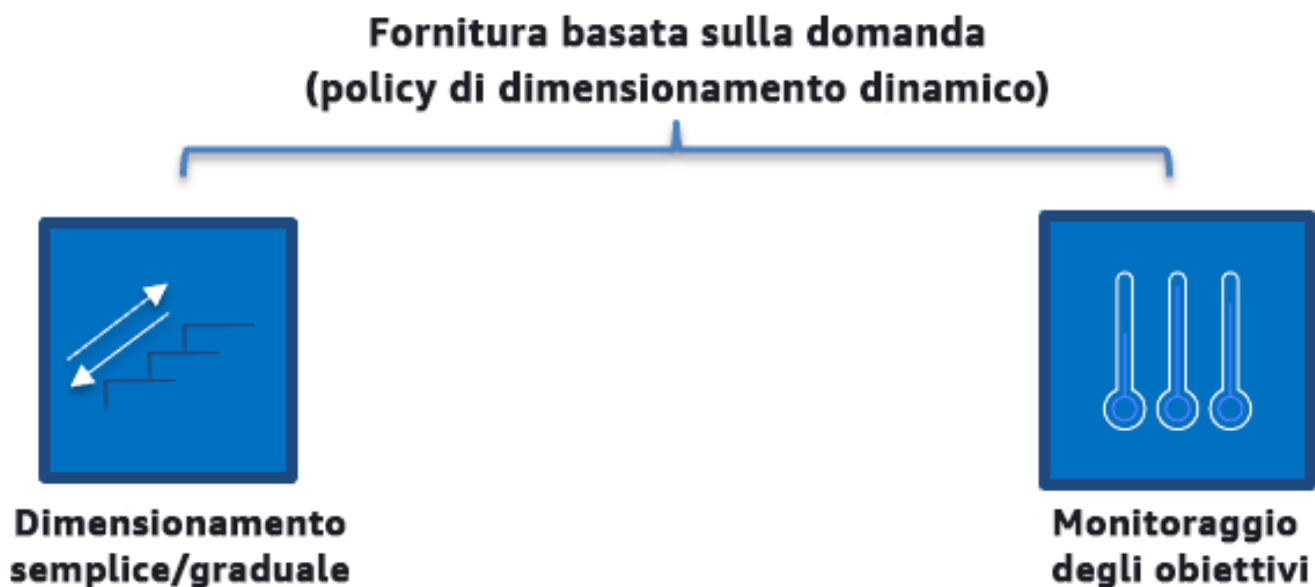 Fornitura basata sulla domanda
(policy di dimensionamento dinamico)
Dimensionamento
semplice/graduale
Monitoraggio
degli obiettivi